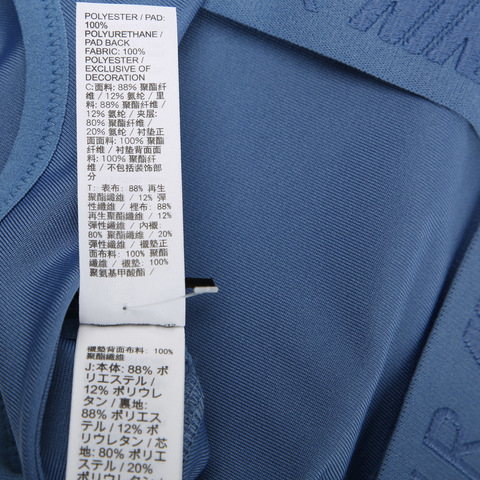 POLYESTER / PAD:
100%
POLYURETHANE /
PAD BACK
FABRIC: 100%
POLYESTER /
EXCLUSIVE OF
DECORATION
C:面料: 88% 聚酯纤
维 / 12% 氨纶 / 里
料: 88% 聚酯纤维 /
12% 氨纶 / 夹层:
80% 聚酯纤维 /
20% 氨纶 / 衬垫正
面面料: 100% 聚酯
纤维 / 衬垫背面面
料: 100% 聚酯纤维
/ 不包括装饰部
分
T: 表布: 88% 再生
聚酯纖維 / 12% 彈
性纖維 / 裡布: 88%
再生聚酯纖維 / 12%
彈性纖維 / 內襯:
80% 聚酯纖維 / 20%
彈性纖維 / 襯墊正
面布料: 100% 聚酯
纖維 / 襯墊: 100%
聚氨基甲酸酯 /
襯墊背面布料: 100%
聚酯纖維
J:本体: 88% ポ
リエステル /
12% ポリウレ
タン / 裏地:
88% ポリエス
テル / 12% ポ
リウレタン / 芯
地: 80% ポリエ
ステル / 20%